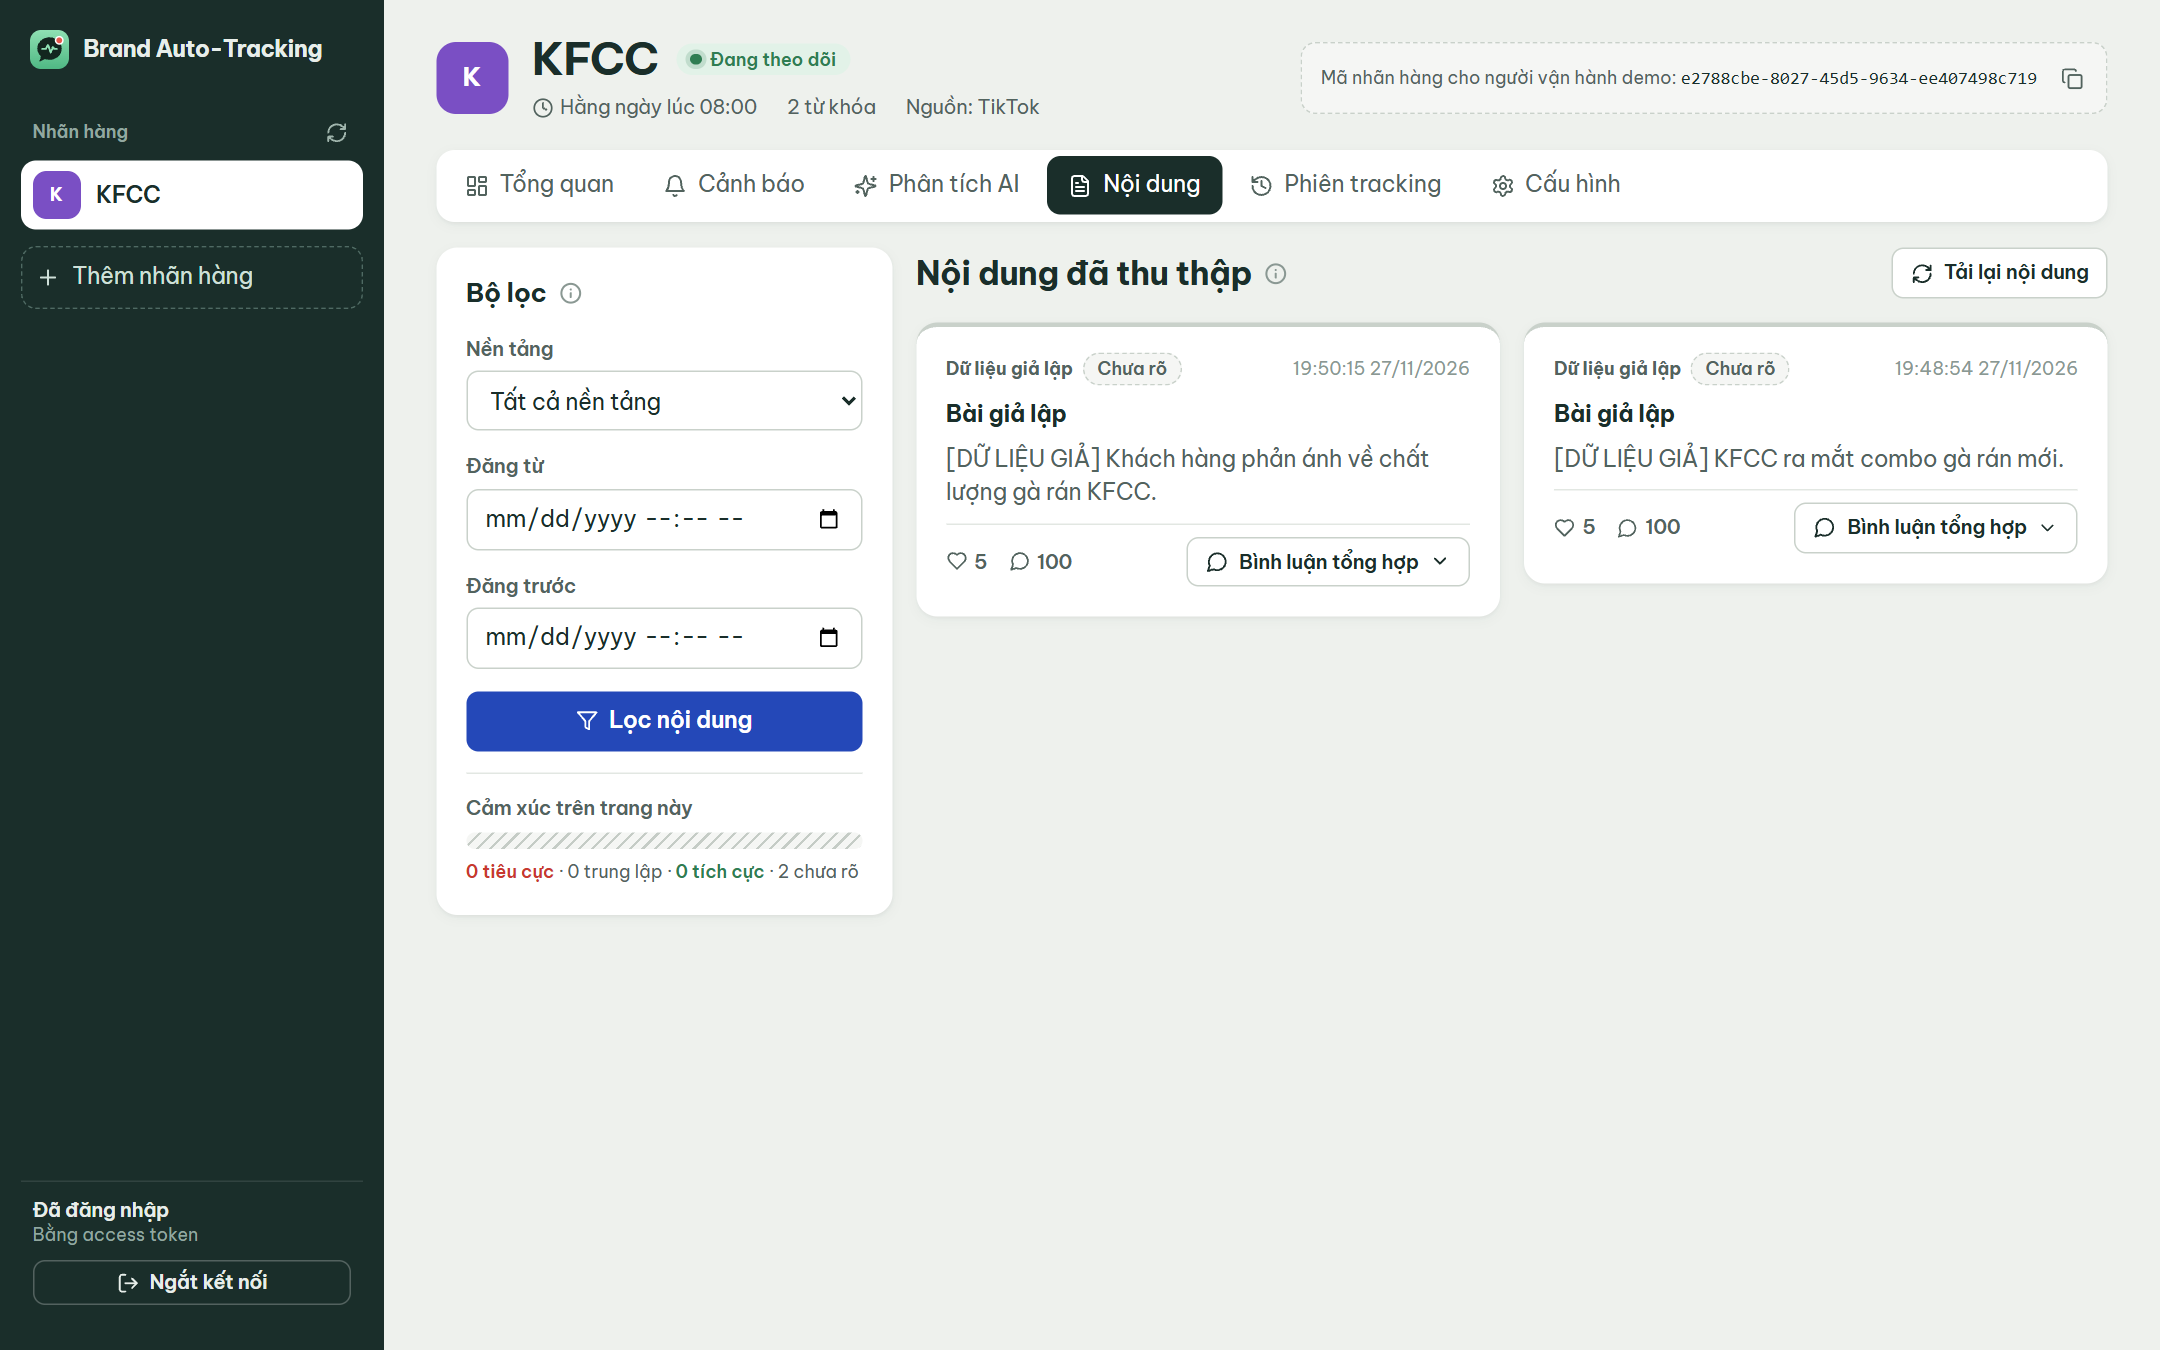 Brand Auto-Tracking
Nhãn hàng
K KFCC
Thêm nhãn hàng
Đã đăng nhập
Bằng access token
Ngắt kết nối
K
KFCC Đang theo dõi
Hằng ngày lúc 08:00 2 từ khóa Nguồn: TikTok
Mã nhãn hàng cho người vận hành demo: e2788cbe-8027-45d5-9634-ee407498c719
Tổng quan Cảnh báo Phân tích AI Nội dung Phiên tracking Cấu hình
Bộ lọc
Nền tảng
Tất cả nền tảng
Đăng từ
mm/dd/yyyy --:-- --
Đăng trước
mm/dd/yyyy --:-- --
Lọc nội dung
Cảm xúc trên trang này
0 tiêu cực · 0 trung lập · 0 tích cực · 2 chưa rõ
Nội dung đã thu thập
Tải lại nội dung
Dữ liệu giả lập Chưa rõ 19:50:15 27/11/2026
Bài giả lập
[DỮ LIỆU GIẢ] Khách hàng phản ánh về chất
lượng gà rán KFCC.
5 100 Bình luận tổng hợp
Dữ liệu giả lập Chưa rõ 19:48:54 27/11/2026
Bài giả lập
[DỮ LIỆU GIẢ] KFCC ra mắt combo gà rán mới.
5 100 Bình luận tổng hợp